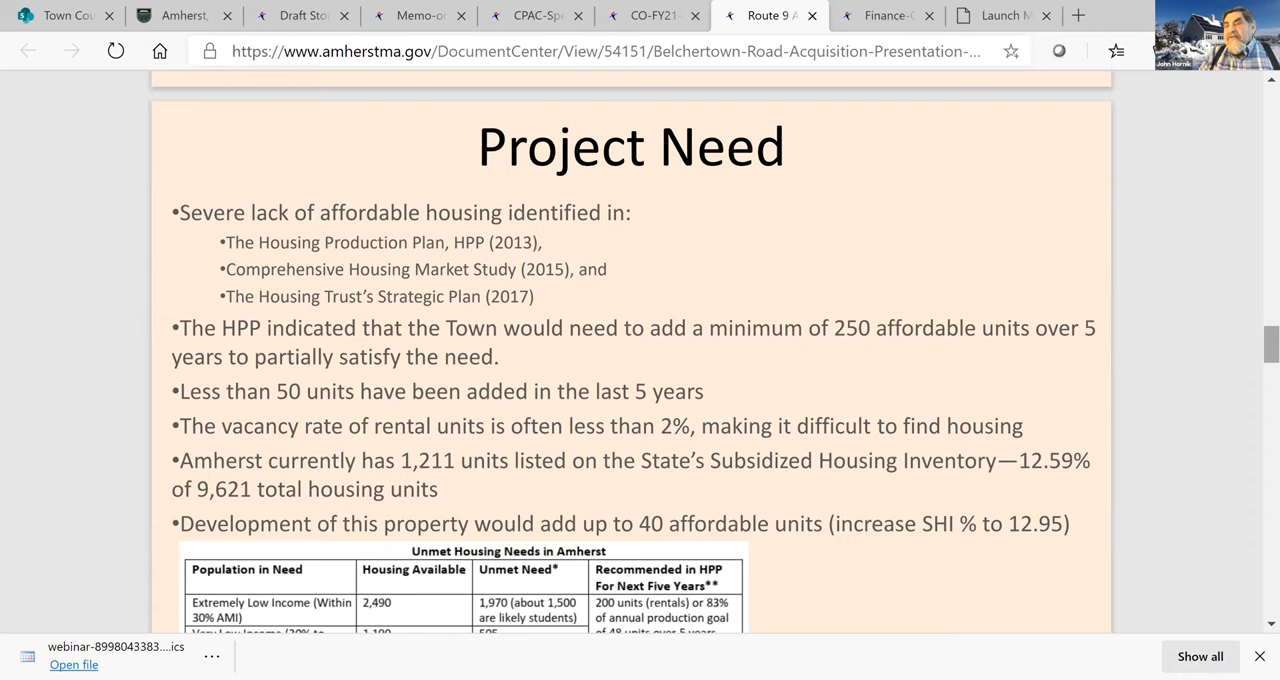 Town Cou
Amherst,
Draft Sto
Memo-o
CPAC-Spe
CO-FY21-
Route 9 A
Finance-C
Launch M
https://www.amherstma.gov/DocumentCenter/View/54151/Belchertown-Road-Acquisition-Presentation-...
John Hornik
Project Need
•Severe lack of affordable housing identified in:
•The Housing Production Plan, HPP (2013),
•Comprehensive Housing Market Study (2015), and
•The Housing Trust’s Strategic Plan (2017)
•The HPP indicated that the Town would need to add a minimum of 250 affordable units over 5
years to partially satisfy the need.
•Less than 50 units have been added in the last 5 years
•The vacancy rate of rental units is often less than 2%, making it difficult to find housing
•Amherst currently has 1,211 units listed on the State’s Subsidized Housing Inventory—12.59%
of 9,621 total housing units
•Development of this property would add up to 40 affordable units (increase SHI % to 12.95)
Unmet Housing Needs in Amherst
Population in Need Housing Available Unmet Need* Recommended in HPP
For Next Five Years**
Extremely Low Income (Within 2,490 1,970 (about 1,500 200 units (rentals) or 83%
30% AMI) are likely students) of annual production goal
of 48 units over 5 years
webinar-8998043383....ics
Open file
Show all